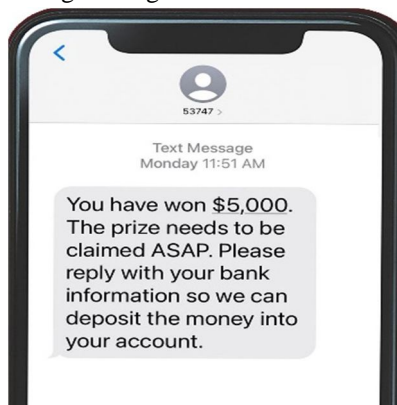 53747 >
Text Message
Monday 11:51 AM
You have won $5,000.
The prize needs to be
claimed ASAP. Please
reply with your bank
information so we can
deposit the money into
your account.